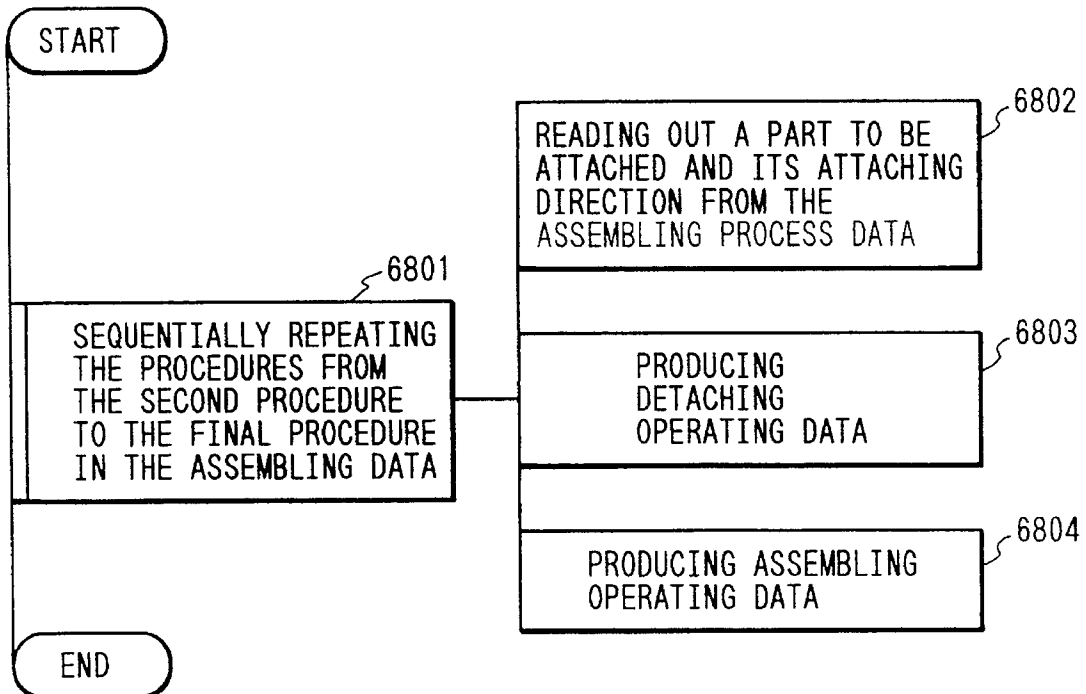 START
6801
SEQUENTIALLY REPEATING
THE PROCEDURES FROM
THE SECOND PROCEDURE
TO THE FINAL PROCEDURE
IN THE ASSEMBLING DATA
6802
READING OUT A PART TO BE
ATTACHED AND ITS ATTACHING
DIRECTION FROM THE
ASSEMBLING PROCESS DATA
6803
PRODUCING
DETACHING
OPERATING DATA
6804
PRODUCING ASSEMBLING
OPERATING DATA
END